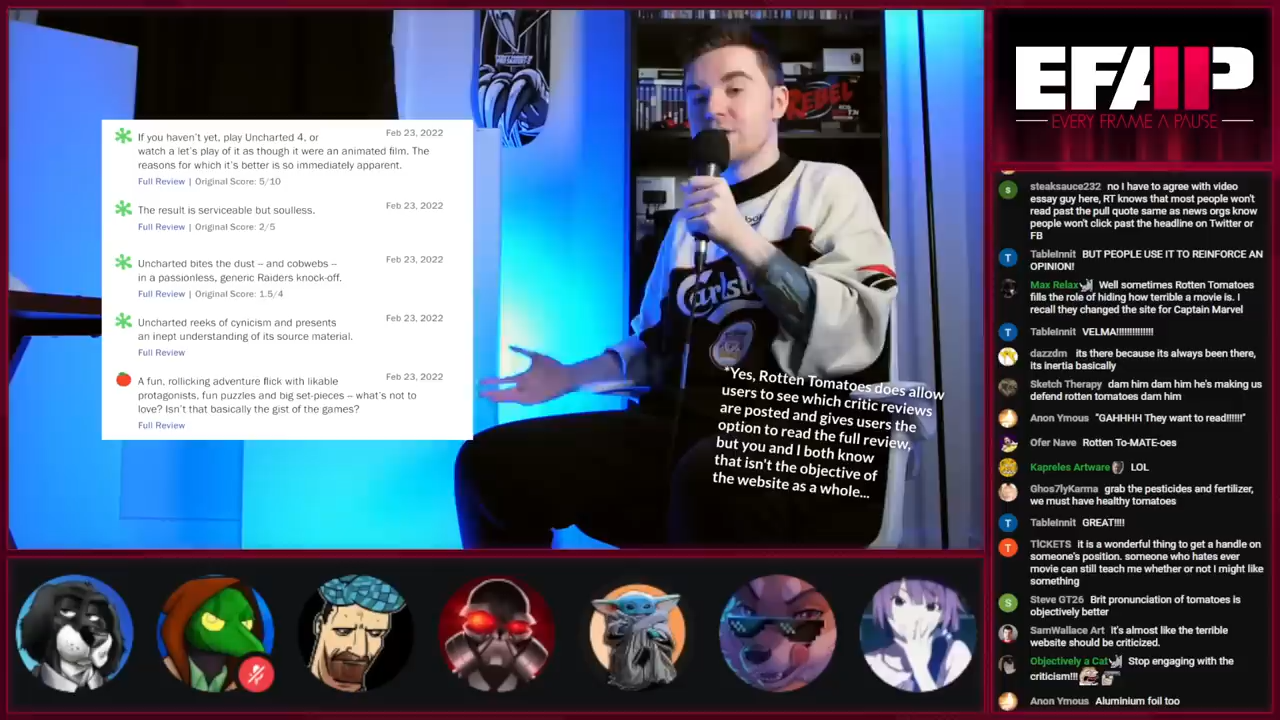 If you haven't yet, play Uncharted 4, or
watch a let's play of it as though it were an animated film. The
reasons for which it's better is so immediately apparent.
Feb 23, 2022
Full Review | Original Score: 5/10
The result is serviceable but soulless.
Feb 23, 2022
Full Review | Original Score: 2/5
Uncharted bites the dust – and cobwebs –
in a passionless, generic Raiders knock-off.
Feb 23, 2022
Full Review | Original Score: 1.5/4
Uncharted reeks of cynicism and presents
an inept understanding of its source material.
Feb 23, 2022
Full Review
A fun, rollicking adventure flick with likable
protagonists, fun puzzles and big set-pieces – what's not to
love? Isn't that basically the gist of the games?
Feb 23, 2022
Full Review
REBEL
Carlsb
*Yes, Rotten Tomatoes does allow
users to see which critic reviews
are posted and gives users the
option to read the full review,
but you and I both know
that isn't the objective of
the website as a whole...
EFAP
EVERY FRAME A PAUSE
S
steaksauce232 no I have to agree with video
essay guy here, RT knows that most people won't
read past the pull quote same as news orgs know
people won't click past the headline on Twitter or
FB
T
TableInnit BUT PEOPLE USE IT TO REINFORCE AN
OPINION!
Max Relax Well sometimes Rotten Tomatoes
fills the role of hiding how terrible a movie is. I
recall they changed the site for Captain Marvel
T
TableInnit VELMA!!!!!!!!!!!!!!
dazzdm its there because its always been there,
its inertia basically
Sketch Therapy dam him dam him he's making us
defend rotten tomatoes dam him
Anon Ymous "GAHHHH They want to read!!!!!!"
Ofer Nave Rotten To-MATE-oes
Kapreles Artware LOL
Ghos7lyKarma grab the pesticides and fertilizer,
we must have healthy tomatoes
T
TableInnit GREAT!!!!
T
TICKETS it is a wonderful thing to get a handle on
someone's position. someone who hates ever
movie can still teach me whether or not I might like
something
S
Steve GT26 Brit pronunciation of tomatoes is
objectively better
SamWallace Art It's almost like the terrible
website should be criticized.
Objectively a Cat Stop engaging with the
criticism!!!
Anon Ymous Aluminium foil too